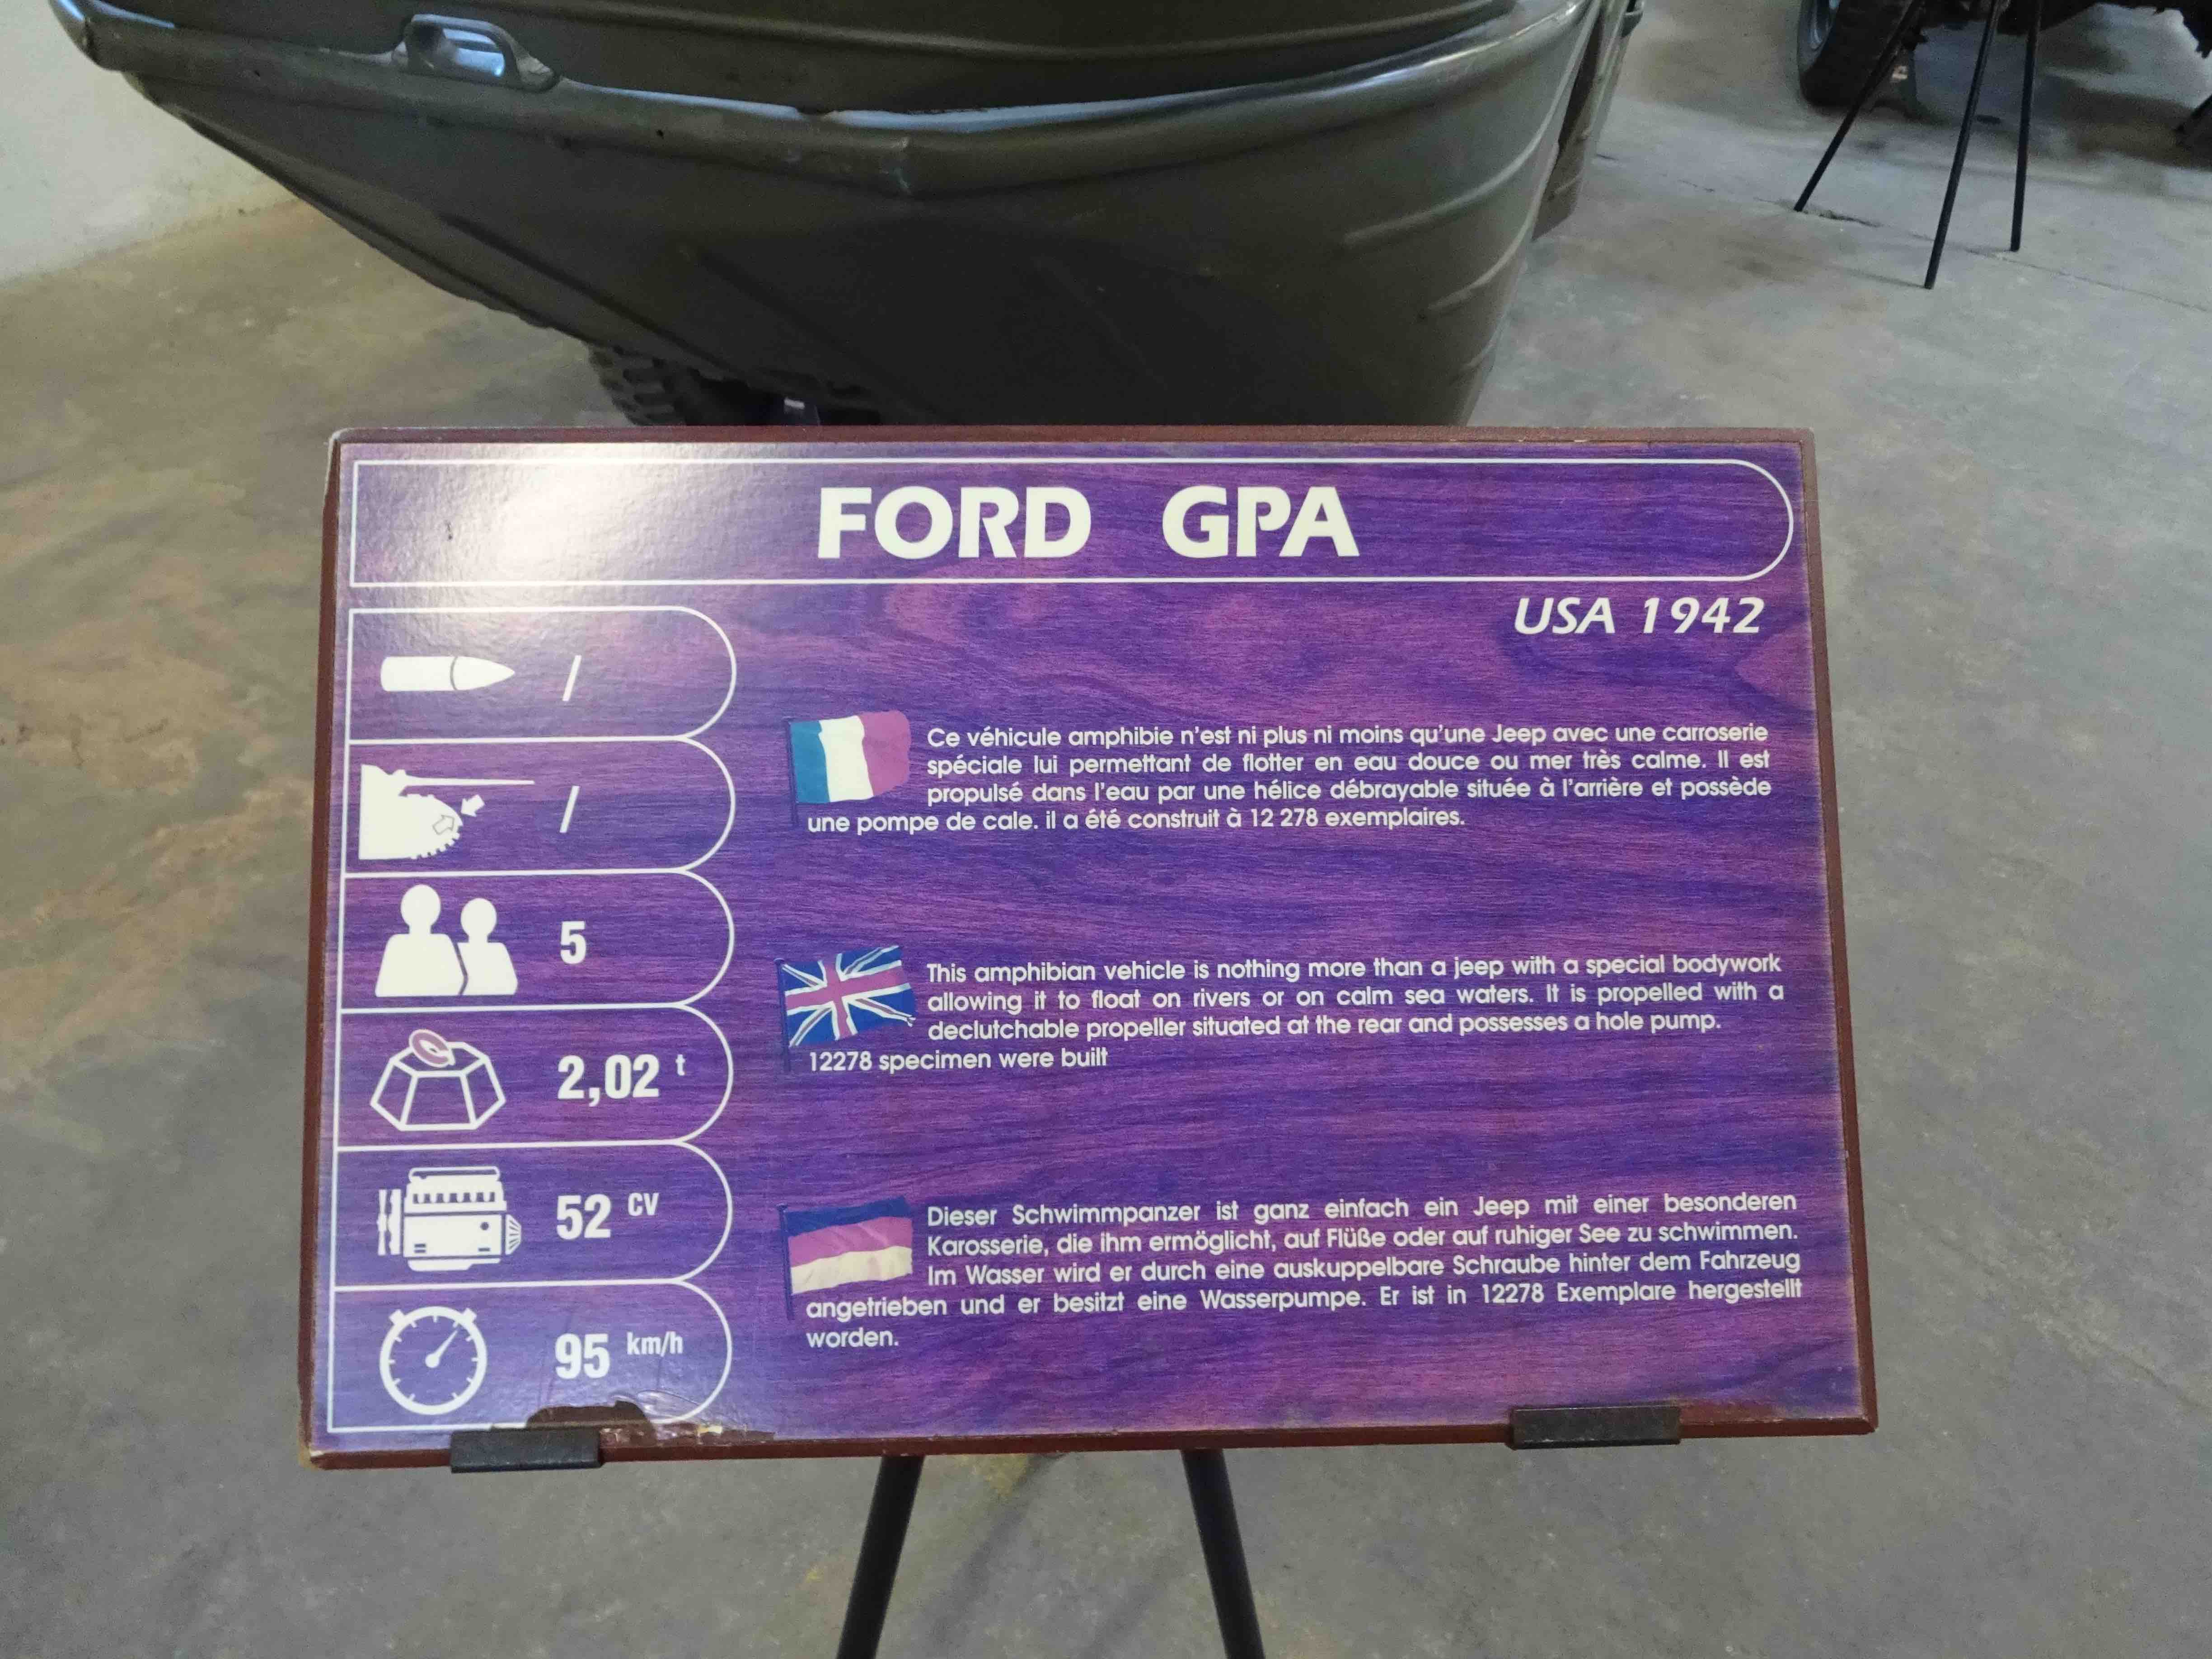 FORD GPA
USA 1942
/
/
5
2,02 t
52 CV
95 km/h
Ce véhicule amphibie n'est ni plus ni moins qu'une Jeep avec une carroserie
spéciale lui permettant de flotter en eau douce ou mer très calme. Il est
propulsé dans l'eau par une hélice débrayable située à l'arrière et possède
une pompe de cale. il a été construit à 12 278 exemplaires.
This amphibian vehicle is nothing more than a jeep with a special bodywork
allowing it to float on rivers or on calm sea waters. It is propelled with a
declutchable propeller situated at the rear and possesses a hole pump.
12278 specimen were built
Dieser Schwimmpanzer ist ganz einfach ein Jeep mit einer besonderen
Karosserie, die ihm ermöglicht, auf Flüße oder auf ruhiger See zu schwimmen.
Im Wasser wird er durch eine auskuppelbare Schraube hinter dem Fahrzeug
angetrieben und er besitzt eine Wasserpumpe. Er ist in 12278 Exemplare hergestellt
worden.